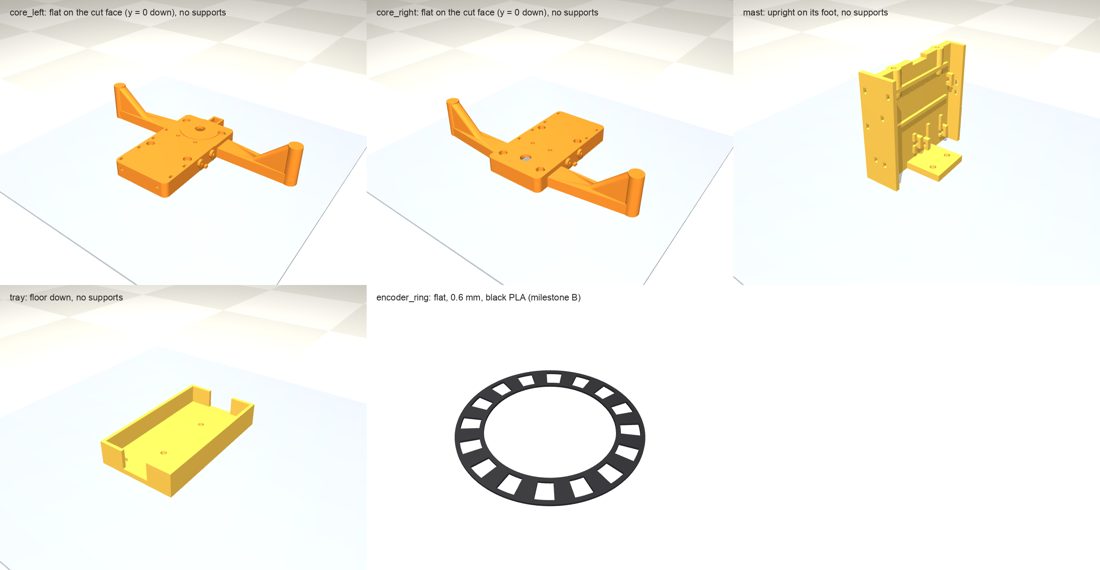 core_left: flat on the cut face (y = 0 down), no supports
core_right: flat on the cut face (y = 0 down), no supports
mast: upright on its foot, no supports
tray: floor down, no supports
encoder_ring: flat, 0.6 mm, black PLA (milestone B)